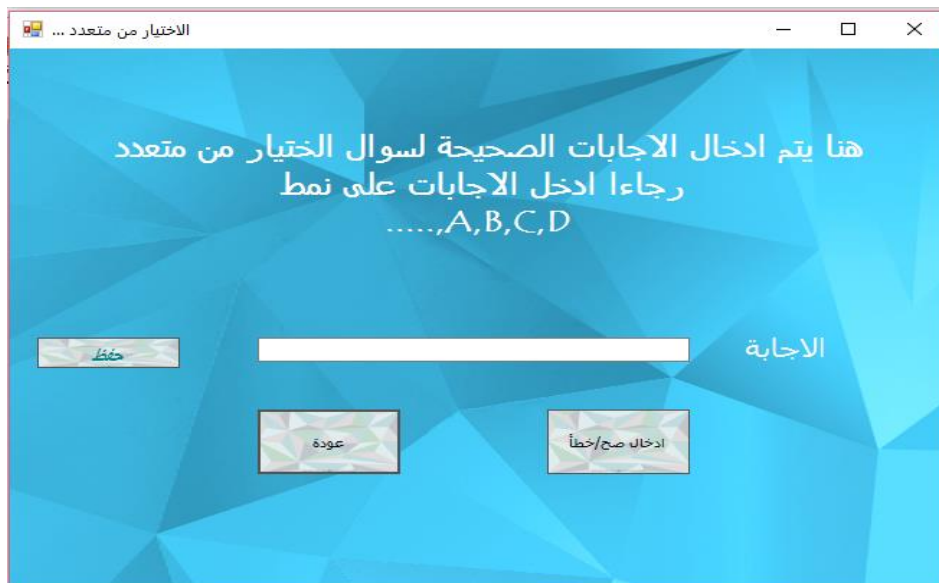 الاختيار من متعدد ...
هنا يتم ادخال الاجابات الصحيحة لسوال الختيار من متعدد
رجاءا ادخل الاجابات على نمط
A,B,C,D,.....
الاجابة
حفظ
ادخال صح/خطأ
عودة